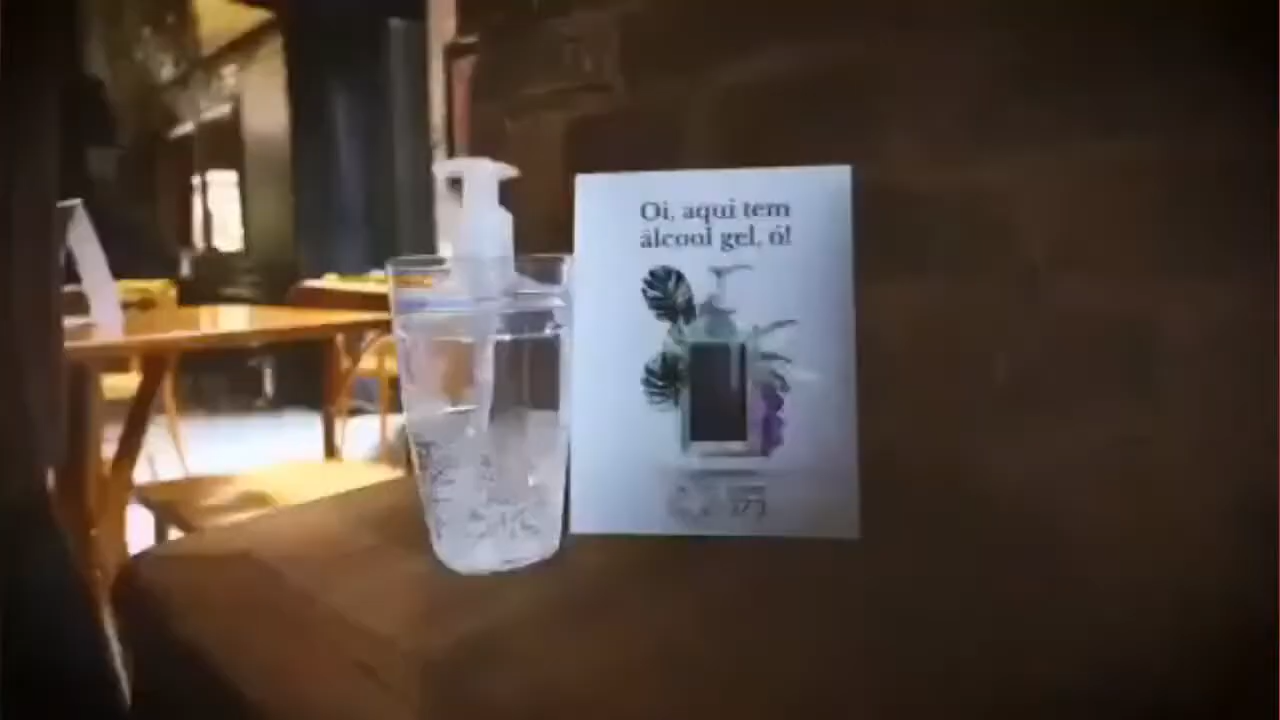 Oi, aqui tem
álcool gel, ó!